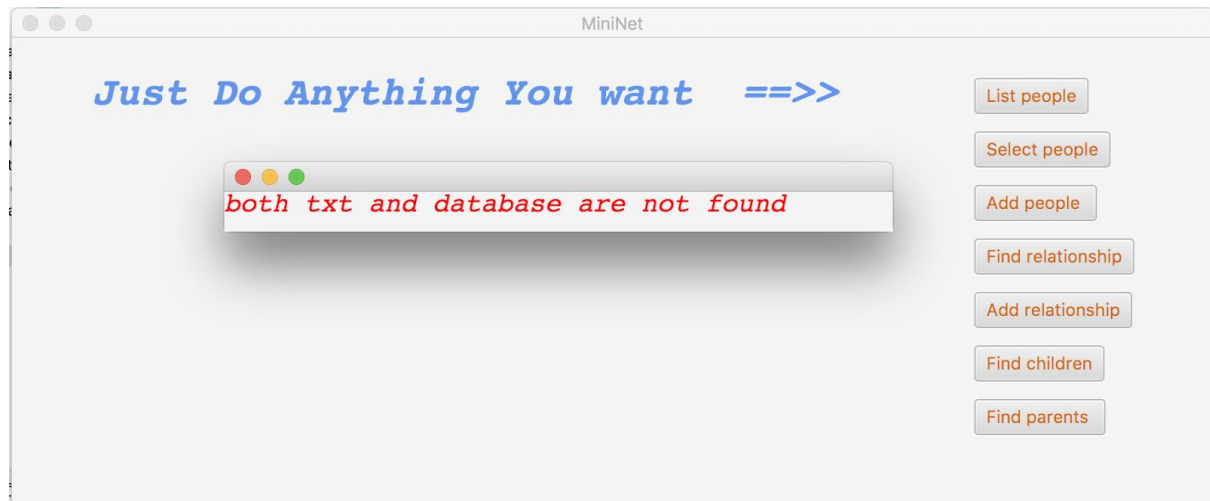 MiniNet
Just Do Anything You want ==>>
both txt and database are not found
List people
Select people
Add people
Find relationship
Add relationship
Find children
Find parents